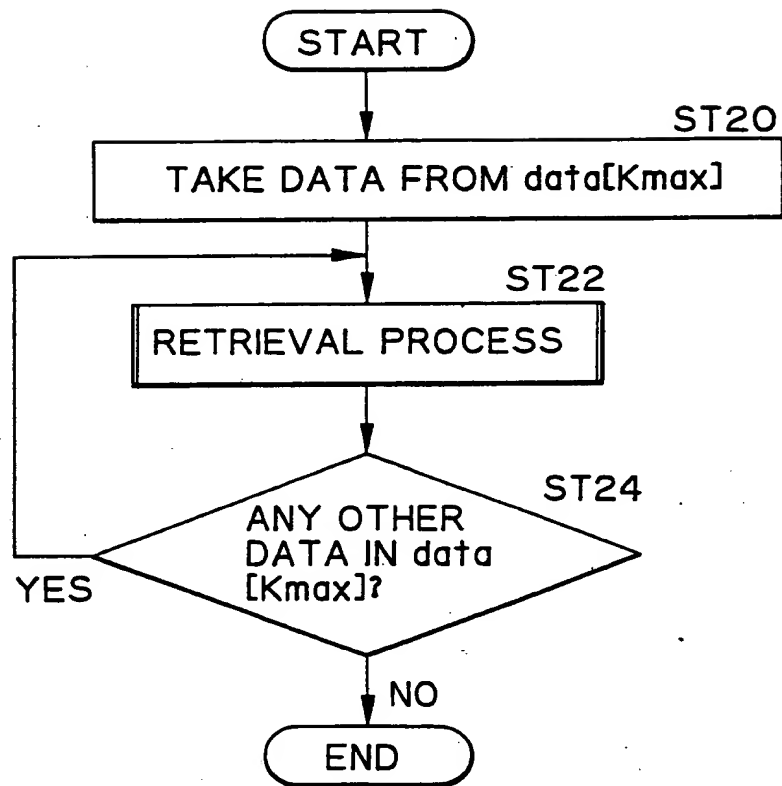 START
ST20
TAKE DATA FROM data[Kmax]
ST22
RETRIEVAL PROCESS
ST24
ANY OTHER
DATA IN data
[Kmax]?
YES
NO
END